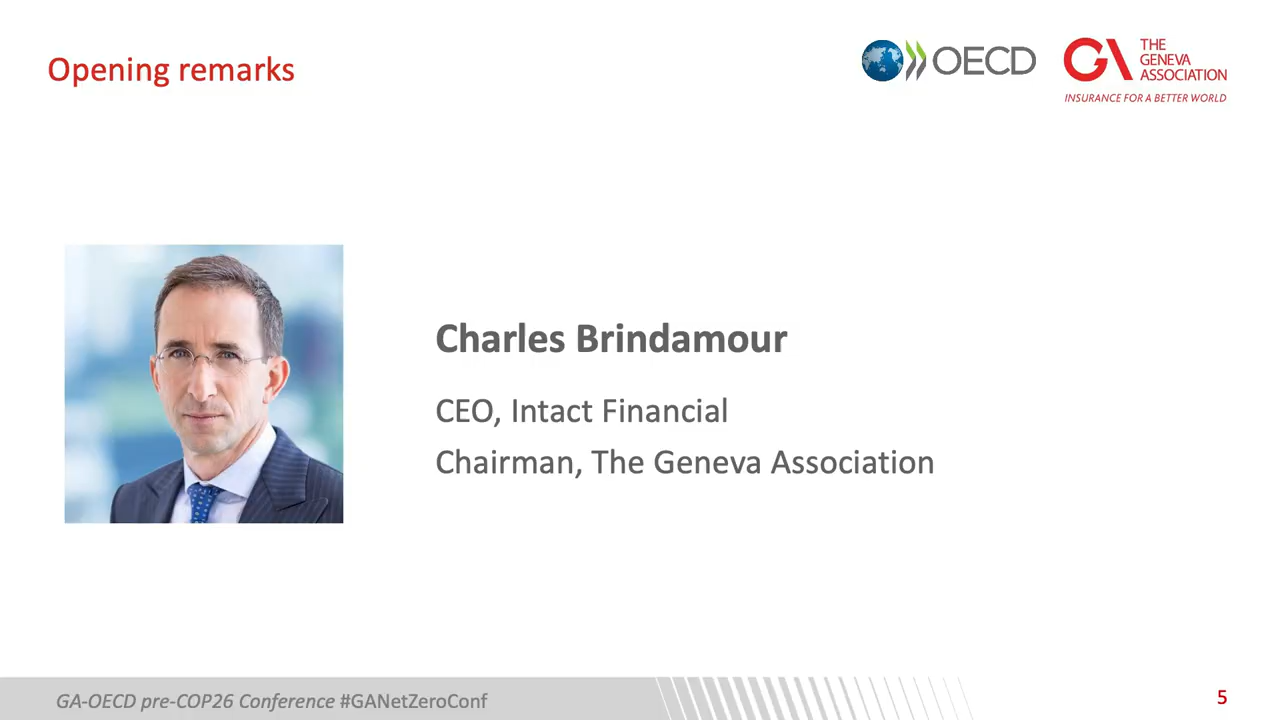 Opening remarks
OECD
THE
GENEVA
ASSOCIATION
INSURANCE FOR A BETTER WORLD
Charles Brindamour
CEO, Intact Financial
Chairman, The Geneva Association
GA-OECD pre-COP26 Conference #GANetZeroConf
5